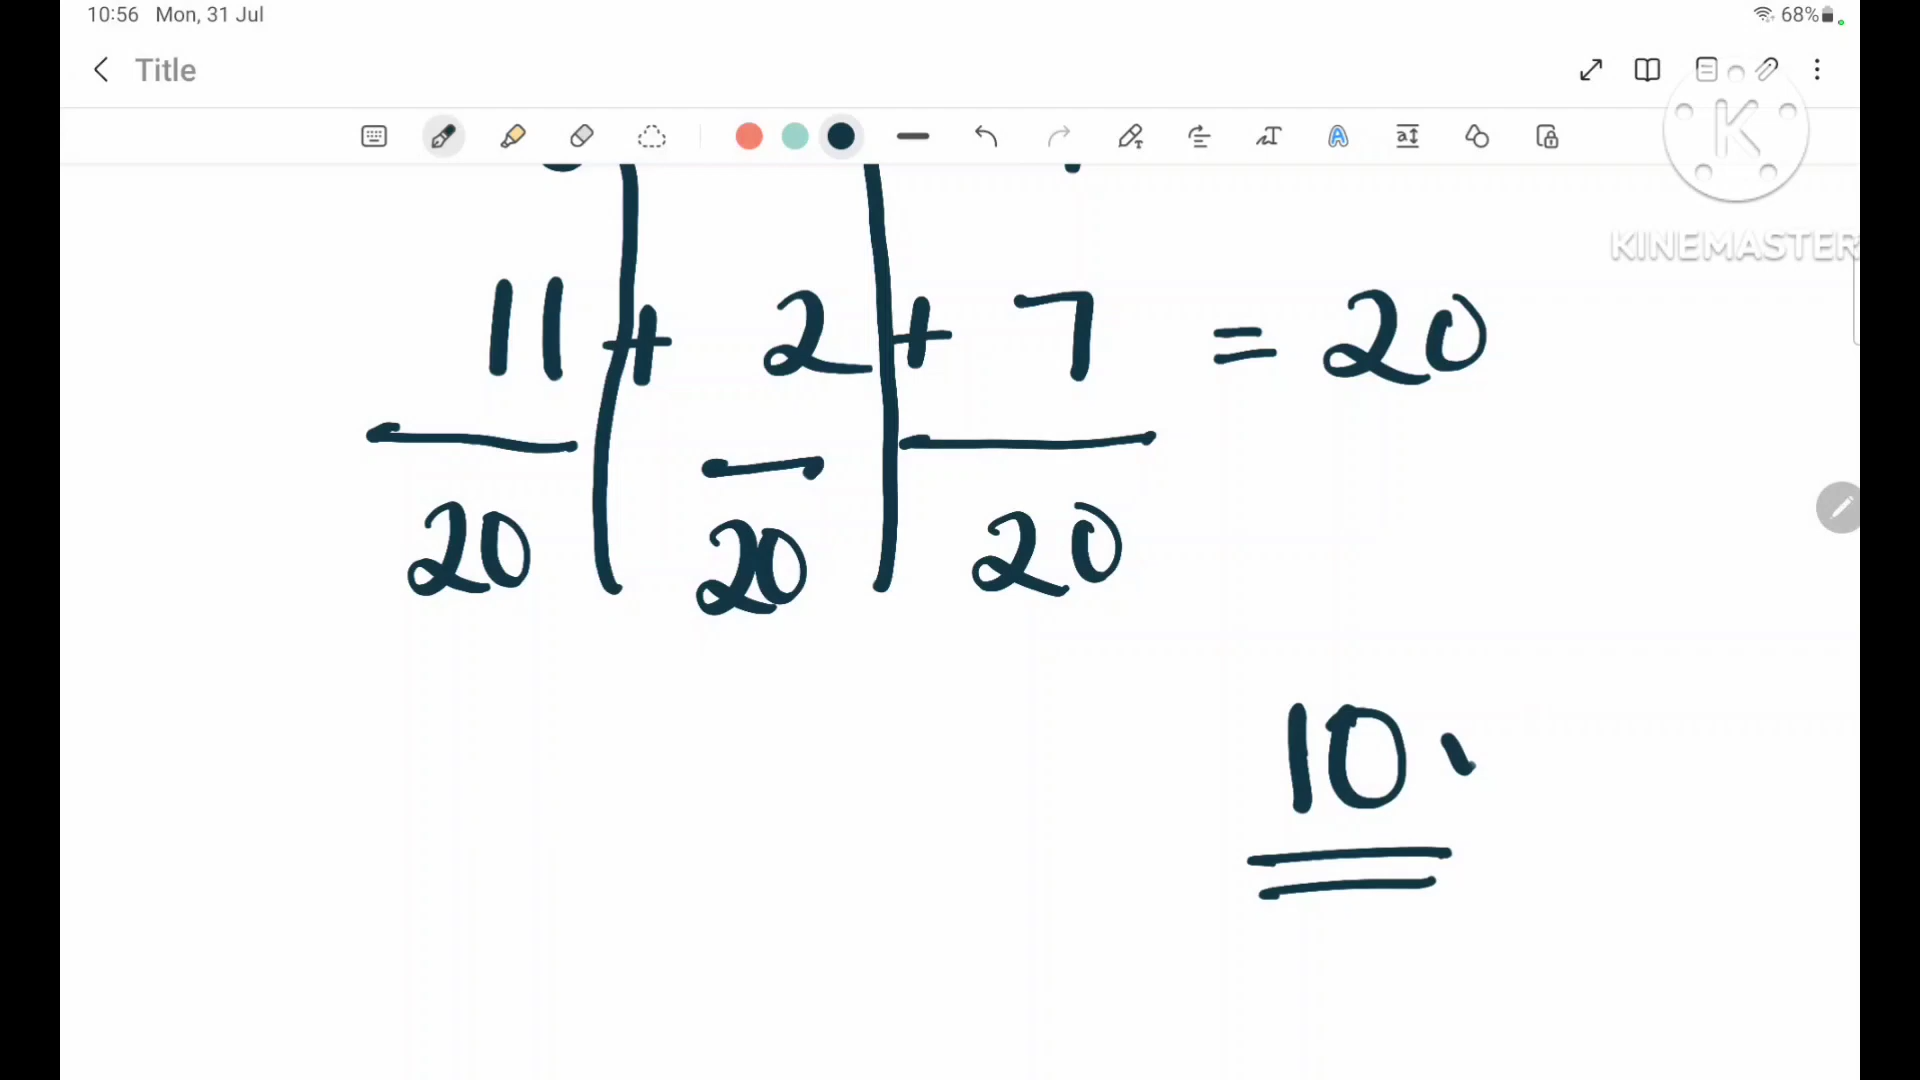 10:56 Mon, 31 Jul 68%
Title
K
KINEMASTER
11 + 2 + 7 = 20
20 20 20
10